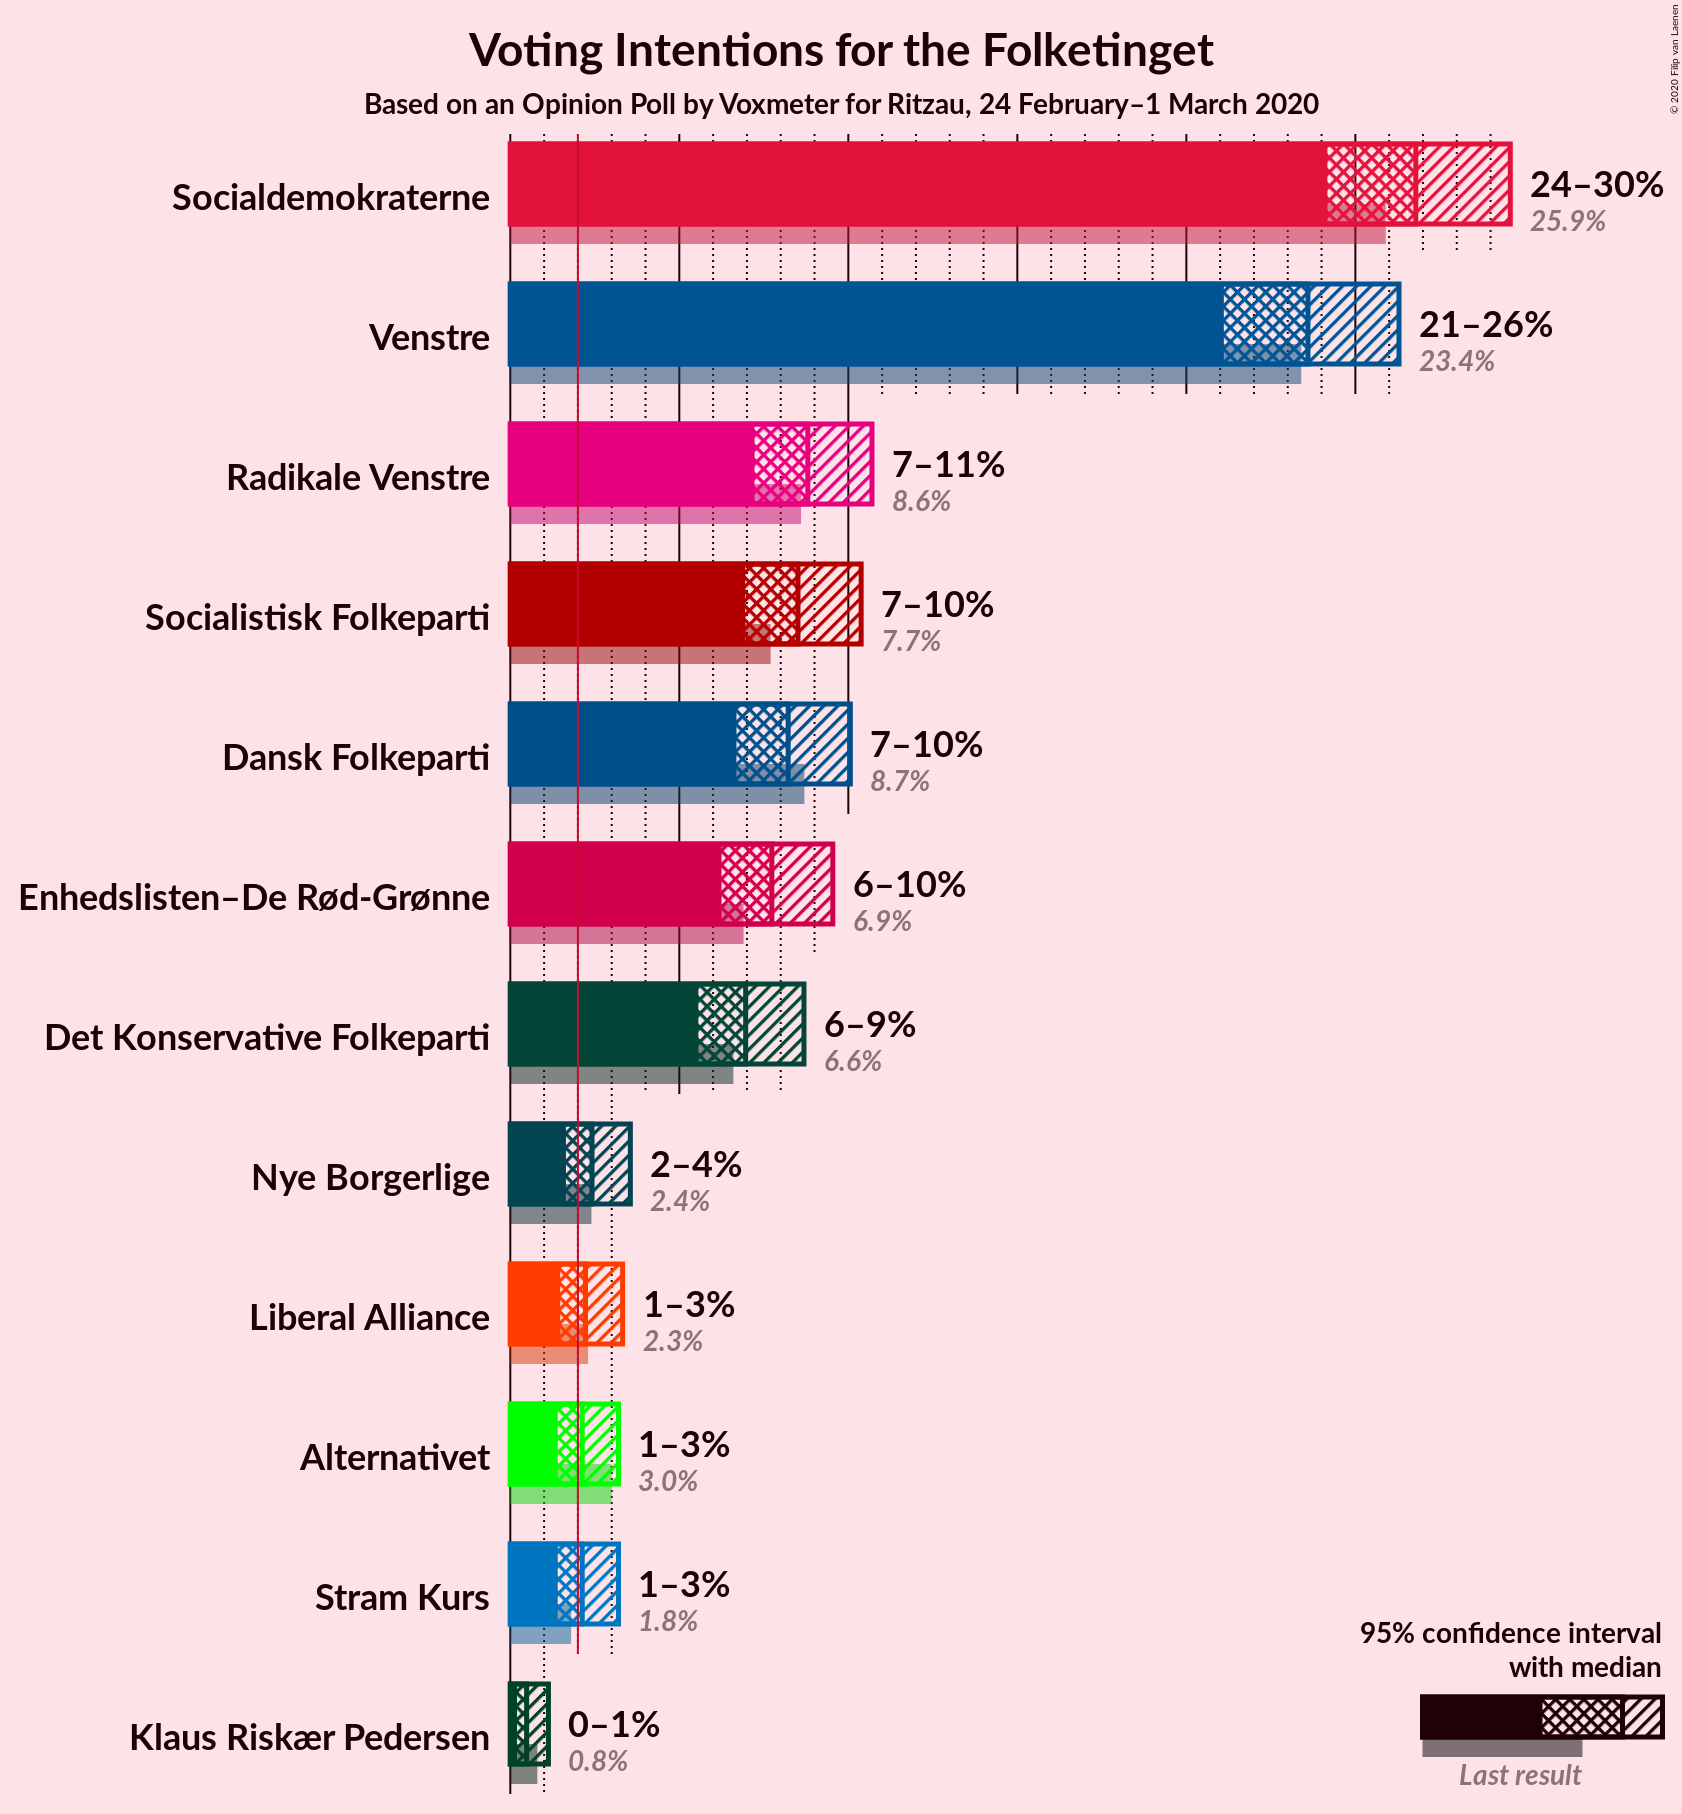 Voting Intentions for the Folketinget
Based on an Opinion Poll by Voxmeter for Ritzau, 24 February–1 March 2020
© 2020 Filip van Laenen
Socialdemokraterne
24–30%
25.9%
Venstre
21–26%
23.4%
Radikale Venstre
7–11%
8.6%
Socialistisk Folkeparti
7–10%
7.7%
Dansk Folkeparti
7–10%
8.7%
Enhedslisten–De Rød-Grønne
6–10%
6.9%
Det Konservative Folkeparti
6–9%
6.6%
Nye Borgerlige
2–4%
2.4%
Liberal Alliance
1–3%
2.3%
Alternativet
1–3%
3.0%
Stram Kurs
1–3%
1.8%
Klaus Riskær Pedersen
0–1%
0.8%
95% confidence interval
with median
Last result